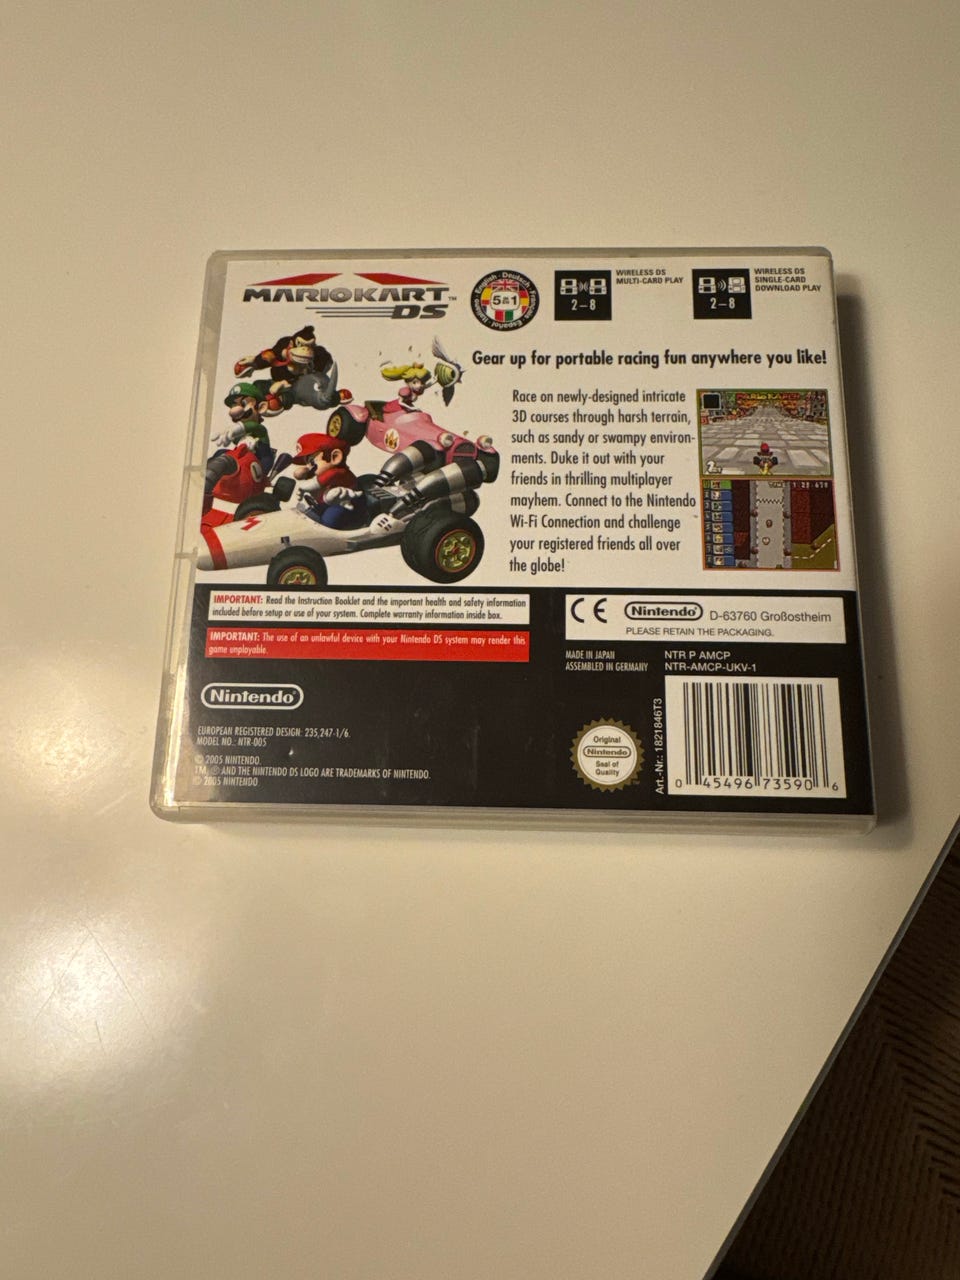 MARIOKART™
DS
English · Deutsch · Français · Español · Italiano
5 IN 1
2–8
WIRELESS DS
MULTI-CARD PLAY
2–8
WIRELESS DS
SINGLE-CARD
DOWNLOAD PLAY
Gear up for portable racing fun anywhere you like!
Race on newly-designed intricate
3D courses through harsh terrain,
such as sandy or swampy environ-
ments. Duke it out with your
friends in thrilling multiplayer
mayhem. Connect to the Nintendo
Wi-Fi Connection and challenge
your registered friends all over
the globe!
IMPORTANT: Read the Instruction Booklet and the important health and safety information
included before setup or use of your system. Complete warranty information inside box.
IMPORTANT: The use of an unlawful device with your Nintendo DS system may render this
game unplayable.
CE Nintendo® D-63760 Großostheim
PLEASE RETAIN THE PACKAGING.
MADE IN JAPAN
ASSEMBLED IN GERMANY
NTR P AMCP
NTR-AMCP-UKV-1
Nintendo®
EUROPEAN REGISTERED DESIGN: 235,247-1/6.
MODEL NO.: NTR-005
© 2005 NINTENDO.
TM, ® AND THE NINTENDO DS LOGO ARE TRADEMARKS OF NINTENDO.
© 2005 NINTENDO.
Original
Nintendo
Seal of
Quality
Art.-Nr.: 1821846T3
0 45496 73590 6